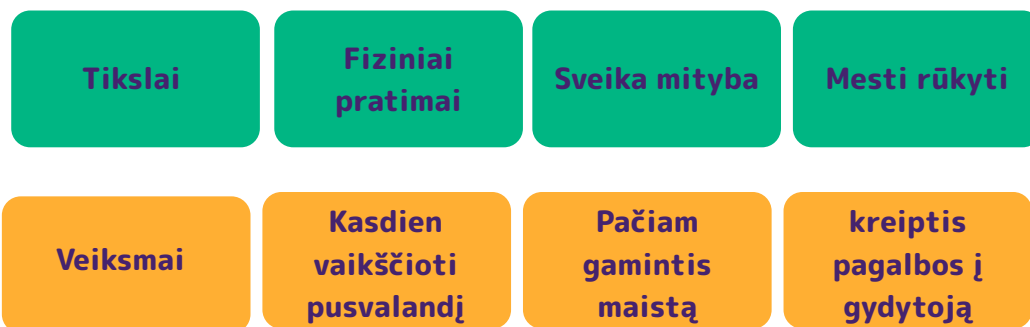 Tikslai
Fiziniai
pratimai
Sveika mityba
Mesti rūkyti
Veiksmai
Kasdien
vaikščioti
pusvalandį
Pačiam
gamintis
maistą
kreiptis
pagalbos į
gydytoją